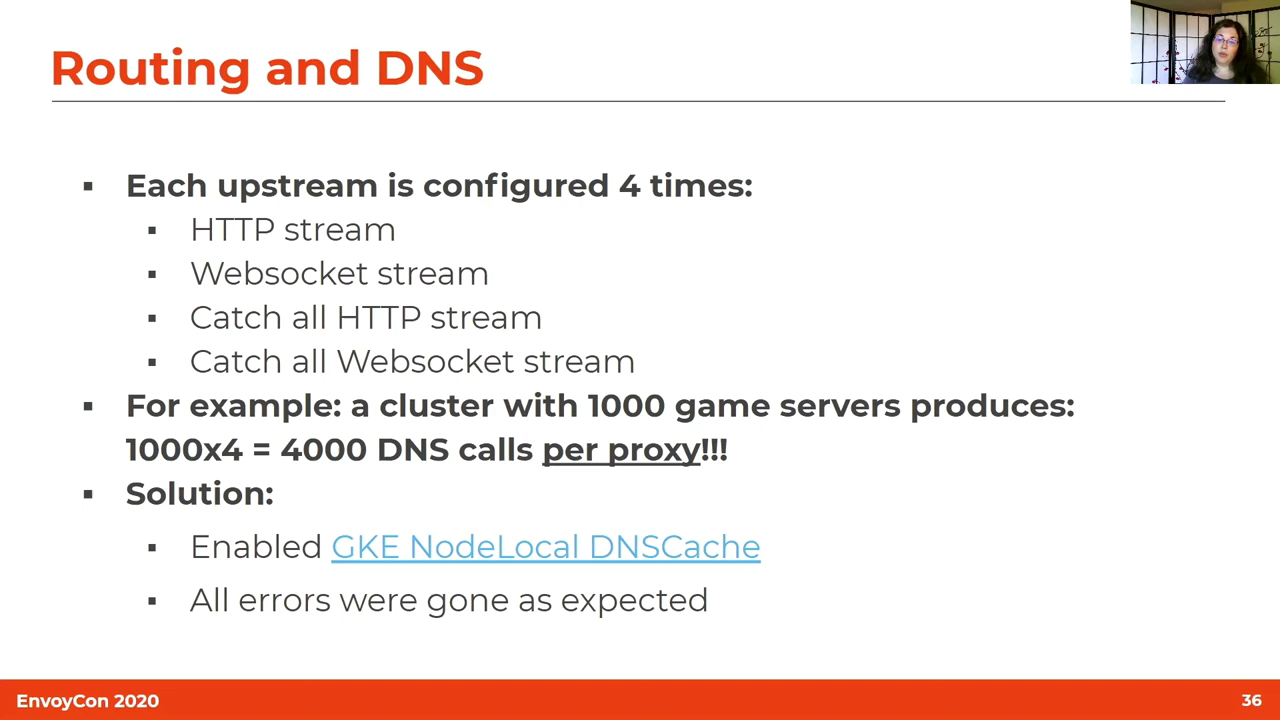 Routing and DNS
▪ Each upstream is configured 4 times:
▪ HTTP stream
▪ Websocket stream
▪ Catch all HTTP stream
▪ Catch all Websocket stream
▪ For example: a cluster with 1000 game servers produces:
1000x4 = 4000 DNS calls per proxy!!!
▪ Solution:
▪ Enabled GKE NodeLocal DNSCache
▪ All errors were gone as expected
EnvoyCon 2020
36